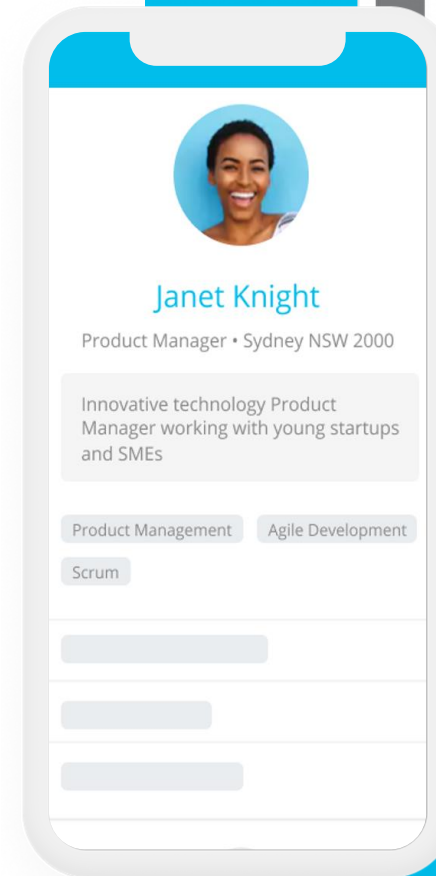 Janet Knight
Product Manager • Sydney NSW 2000
Innovative technology Product
Manager working with young startups
and SMEs
Product Management
Agile Development
Scrum